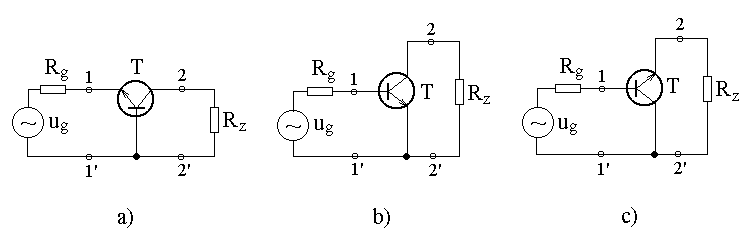 R_g 1 T 2
u_g R_z
1' 2'
a)
R_g 1 2
T R_z
u_g
1' 2'
b)
R_g 1 2
T R_z
u_g
1' 2'
c)